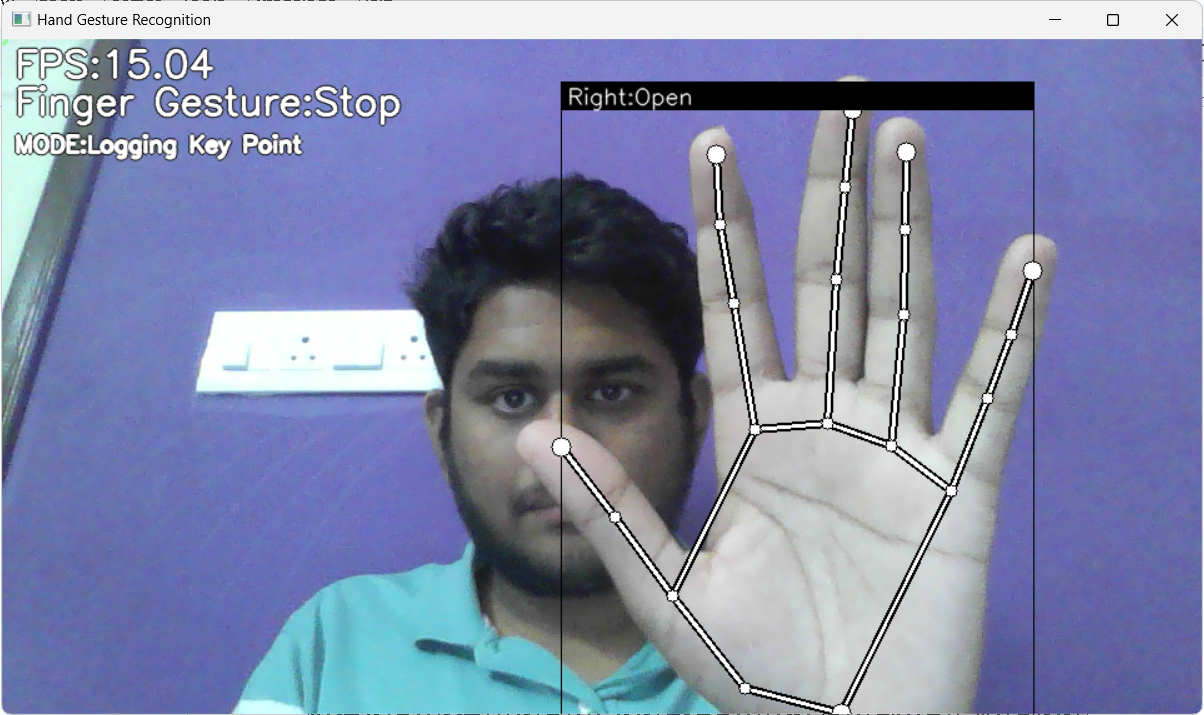 Hand Gesture Recognition
FPS:15.04
Finger Gesture:Stop
MODE:Logging Key Point
Right:Open